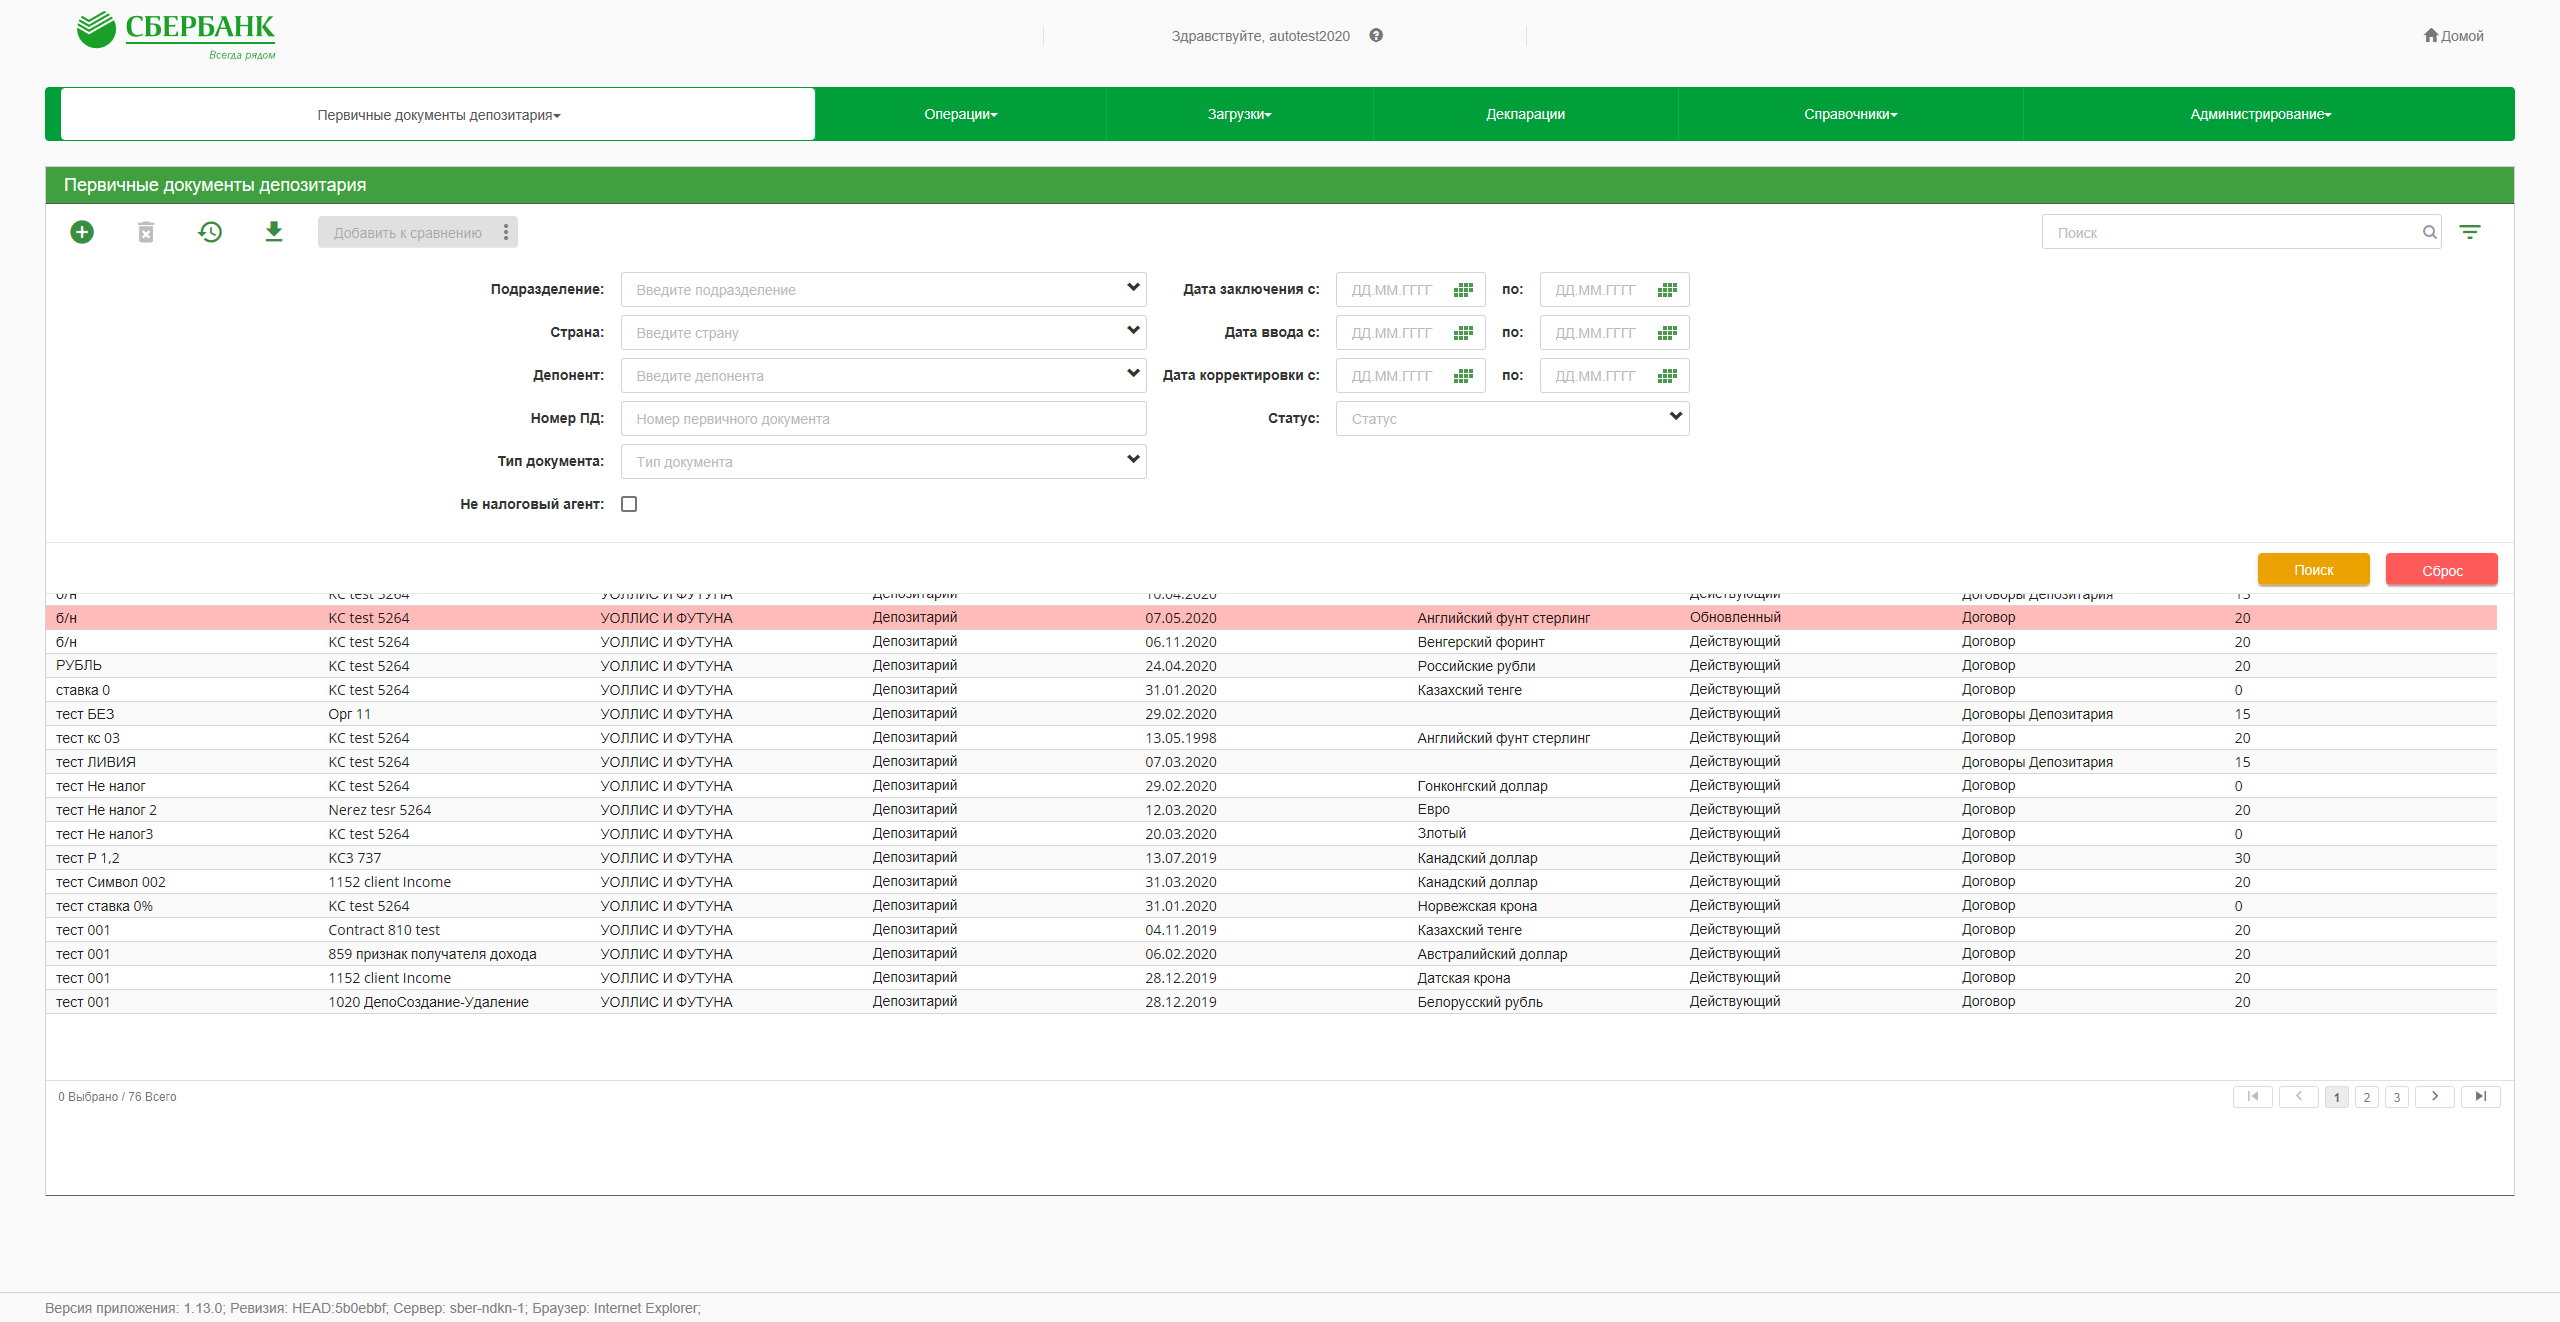 СБЕРБАНК
Всегда рядом
Здравствуйте, autotest2020
Домой
Первичные документы депозитария Операции Загрузки Декларации Справочники Администрирование
Первичные документы депозитария
Добавить к сравнению Поиск
Подразделение: Введите подразделение Дата заключения с: ДД.ММ.ГГГГ по: ДД.ММ.ГГГГ
Страна: Введите страну Дата ввода с: ДД.ММ.ГГГГ по: ДД.ММ.ГГГГ
Депонент: Введите депонента Дата корректировки с: ДД.ММ.ГГГГ по: ДД.ММ.ГГГГ
Номер ПД: Номер первичного документа Статус: Статус
Тип документа: Тип документа
Не налоговый агент:
Поиск Сброс
б/н КС test 5264 УОЛЛИС И ФУТУНА Депозитарий 10.04.2020 Действующий Договоры Депозитария 15
б/н КС test 5264 УОЛЛИС И ФУТУНА Депозитарий 07.05.2020 Английский фунт стерлинг Обновленный Договор 20
б/н КС test 5264 УОЛЛИС И ФУТУНА Депозитарий 06.11.2020 Венгерский форинт Действующий Договор 20
РУБЛЬ КС test 5264 УОЛЛИС И ФУТУНА Депозитарий 24.04.2020 Российские рубли Действующий Договор 20
ставка 0 КС test 5264 УОЛЛИС И ФУТУНА Депозитарий 31.01.2020 Казахский тенге Действующий Договор 0
тест БЕЗ Орг 11 УОЛЛИС И ФУТУНА Депозитарий 29.02.2020 Действующий Договоры Депозитария 15
тест кс 03 КС test 5264 УОЛЛИС И ФУТУНА Депозитарий 13.05.1998 Английский фунт стерлинг Действующий Договор 20
тест ЛИВИЯ КС test 5264 УОЛЛИС И ФУТУНА Депозитарий 07.03.2020 Действующий Договоры Депозитария 15
тест Не налог КС test 5264 УОЛЛИС И ФУТУНА Депозитарий 29.02.2020 Гонконгский доллар Действующий Договор 0
тест Не налог 2 Nerez tesr 5264 УОЛЛИС И ФУТУНА Депозитарий 12.03.2020 Евро Действующий Договор 20
тест Не налог3 КС test 5264 УОЛЛИС И ФУТУНА Депозитарий 20.03.2020 Злотый Действующий Договор 0
тест Р 1,2 КСЗ 737 УОЛЛИС И ФУТУНА Депозитарий 13.07.2019 Канадский доллар Действующий Договор 30
тест Символ 002 1152 client Income УОЛЛИС И ФУТУНА Депозитарий 31.03.2020 Канадский доллар Действующий Договор 20
тест ставка 0% КС test 5264 УОЛЛИС И ФУТУНА Депозитарий 31.01.2020 Норвежская крона Действующий Договор 0
тест 001 Contract 810 test УОЛЛИС И ФУТУНА Депозитарий 04.11.2019 Казахский тенге Действующий Договор 20
тест 001 859 признак получателя дохода УОЛЛИС И ФУТУНА Депозитарий 06.02.2020 Австралийский доллар Действующий Договор 20
тест 001 1152 client Income УОЛЛИС И ФУТУНА Депозитарий 28.12.2019 Датская крона Действующий Договор 20
тест 001 1020 ДепоСоздание-Удаление УОЛЛИС И ФУТУНА Депозитарий 28.12.2019 Белорусский рубль Действующий Договор 20
0 Выбрано / 76 Всего 1 2 3
Версия приложения: 1.13.0; Ревизия: HEAD:5b0ebbf; Сервер: sber-ndkn-1; Браузер: Internet Explorer;